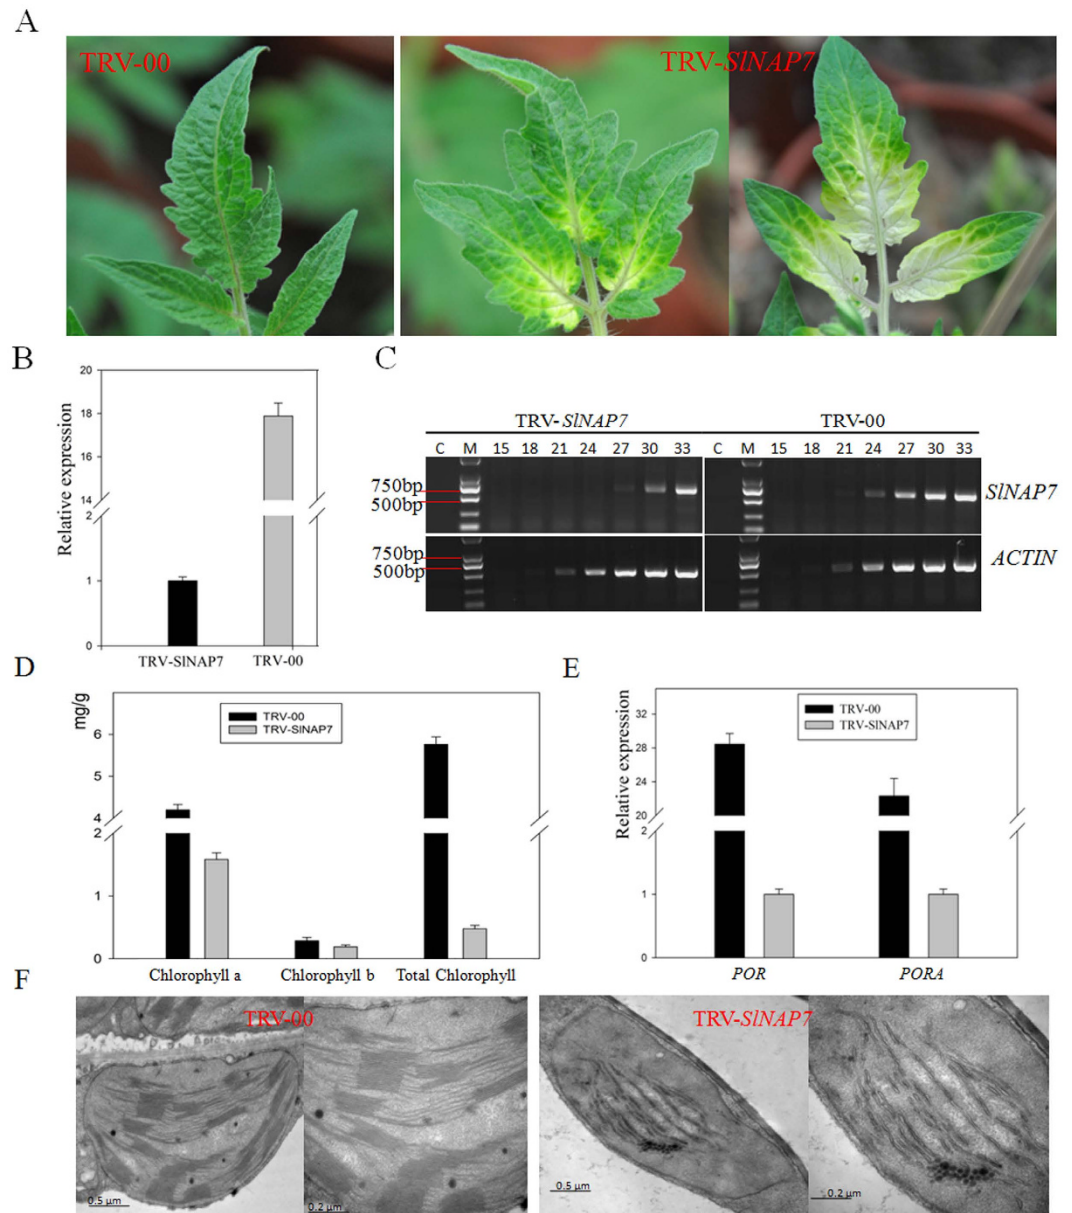 A
TRV-00
TRV-SlNAP7
B
20
18
16
14
2
1
0
Relative expression
TRV-SlNAP7
TRV-00
C
TRV-SlNAP7
TRV-00
C M 15 18 21 24 27 30 33
C M 15 18 21 24 27 30 33
750bp
500bp
SlNAP7
750bp
500bp
ACTIN
D
mg/g
6
5
4
2
1
0
TRV-00
TRV-SlNAP7
Chlorophyll a
Chlorophyll b
Total Chlorophyll
E
Relative expression
32
28
24
20
2
1
0
TRV-00
TRV-SlNAP7
POR
PORA
F
TRV-00
TRV-SlNAP7
0.5 μm
0.2 μm
0.5 μm
0.2 μm